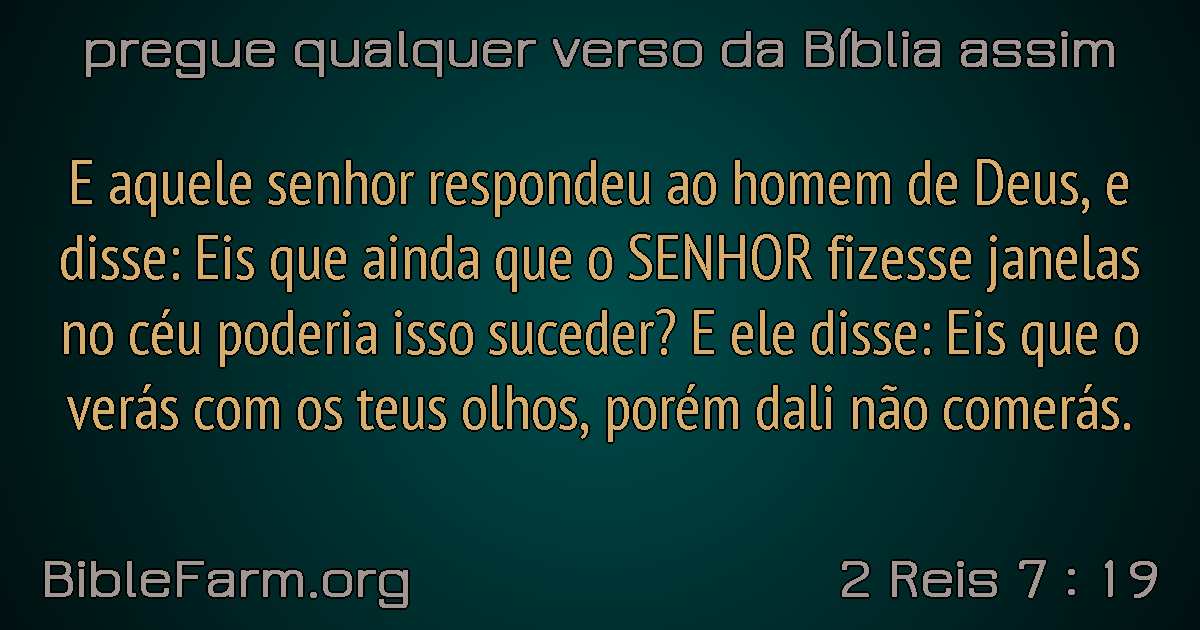 pregue qualquer verso da Bíblia assim
E aquele senhor respondeu ao homem de Deus, e
disse: Eis que ainda que o SENHOR fizesse janelas
no céu poderia isso suceder? E ele disse: Eis que o
verás com os teus olhos, porém dali não comerás.
BibleFarm.org
2 Reis 7 : 19